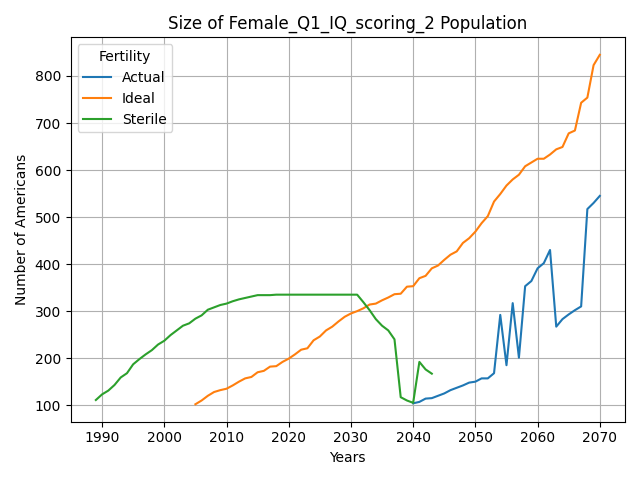 Size of Female_Q1_IQ_scoring_2 Population
Fertility
Actual
Ideal
Sterile
Number of Americans
800
700
600
500
400
300
200
100
1990 2000 2010 2020 2030 2040 2050 2060 2070
Years